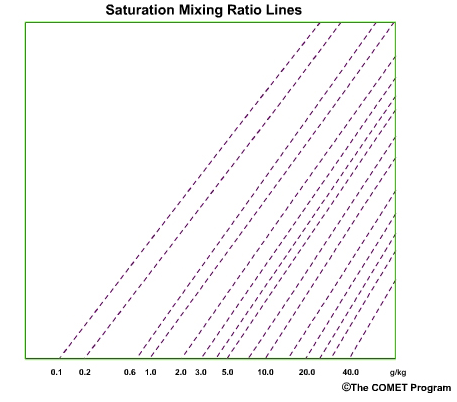 Saturation Mixing Ratio Lines
0.1 0.2 0.6 1.0 2.0 3.0 5.0 10.0 20.0 40.0 g/kg
©The COMET Program